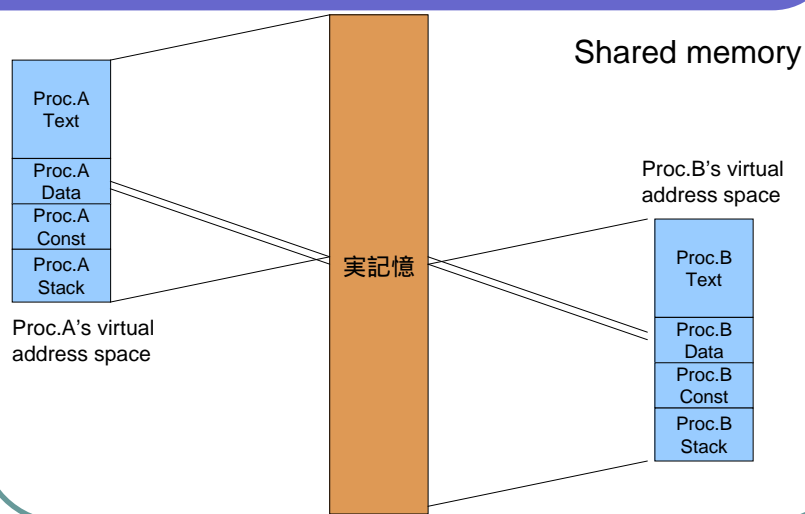 Shared memory
Proc.A
Text
Proc.A
Data
Proc.A
Const
Proc.A
Stack
Proc.A's virtual
address space
実記憶
Proc.B's virtual
address space
Proc.B
Text
Proc.B
Data
Proc.B
Const
Proc.B
Stack